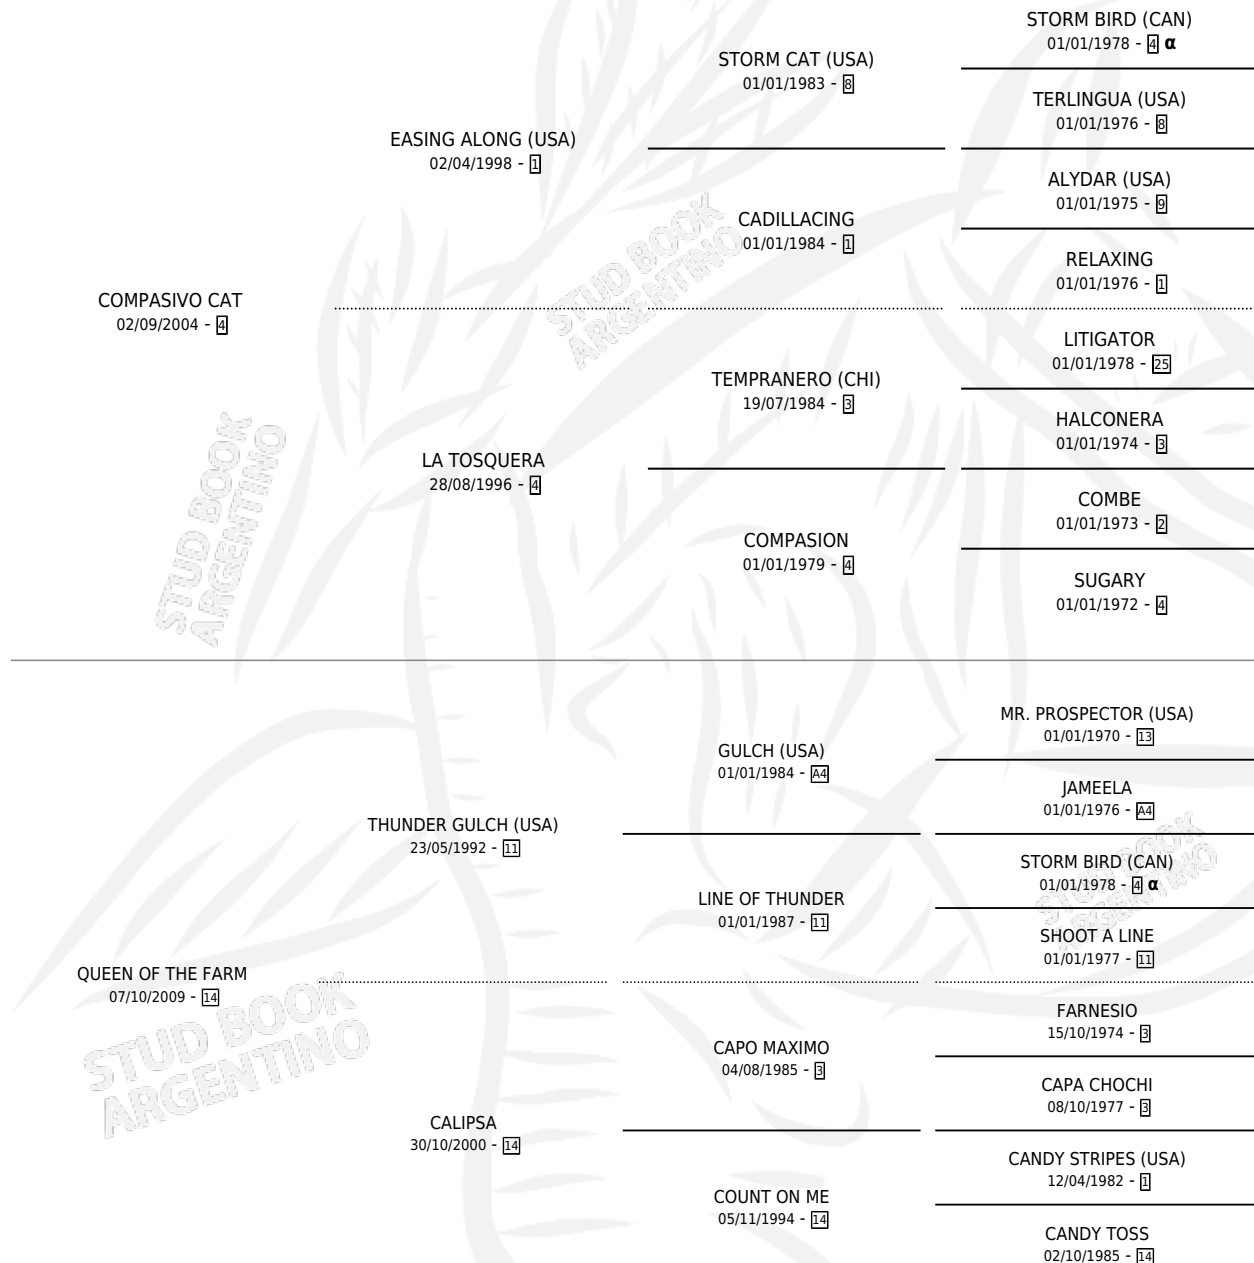 STORM BIRD (CAN)
01/01/1978 - 4 α
STORM CAT (USA)
01/01/1983 - 8
TERLINGUA (USA)
01/01/1976 - 8
EASING ALONG (USA)
02/04/1998 - 1
ALYDAR (USA)
01/01/1975 - 9
CADILLACING
01/01/1984 - 1
RELAXING
01/01/1976 - 1
COMPASIVO CAT
02/09/2004 - 4
LITIGATOR
01/01/1978 - 25
TEMPRANERO (CHI)
19/07/1984 - 3
HALCONERA
01/01/1974 - 3
LA TOSQUERA
28/08/1996 - 4
COMBE
01/01/1973 - 2
COMPASION
01/01/1979 - 4
SUGARY
01/01/1972 - 4
MR. PROSPECTOR (USA)
01/01/1970 - 13
GULCH (USA)
01/01/1984 - A4
JAMEELA
01/01/1976 - A4
THUNDER GULCH (USA)
23/05/1992 - 11
STORM BIRD (CAN)
01/01/1978 - 4 α
LINE OF THUNDER
01/01/1987 - 11
SHOOT A LINE
01/01/1977 - 11
QUEEN OF THE FARM
07/10/2009 - 14
FARNESIO
15/10/1974 - 3
CAPO MAXIMO
04/08/1985 - 3
CAPA CHOCHI
08/10/1977 - 3
CALIPSA
30/10/2000 - 14
CANDY STRIPES (USA)
12/04/1982 - 1
COUNT ON ME
05/11/1994 - 14
CANDY TOSS
02/10/1985 - 14
STUD BOOK
ARGENTINO
STUD BOOK
ARGENTINO
STUD BOOK
ARGENTINO
STUD BOOK
ARGENTINO